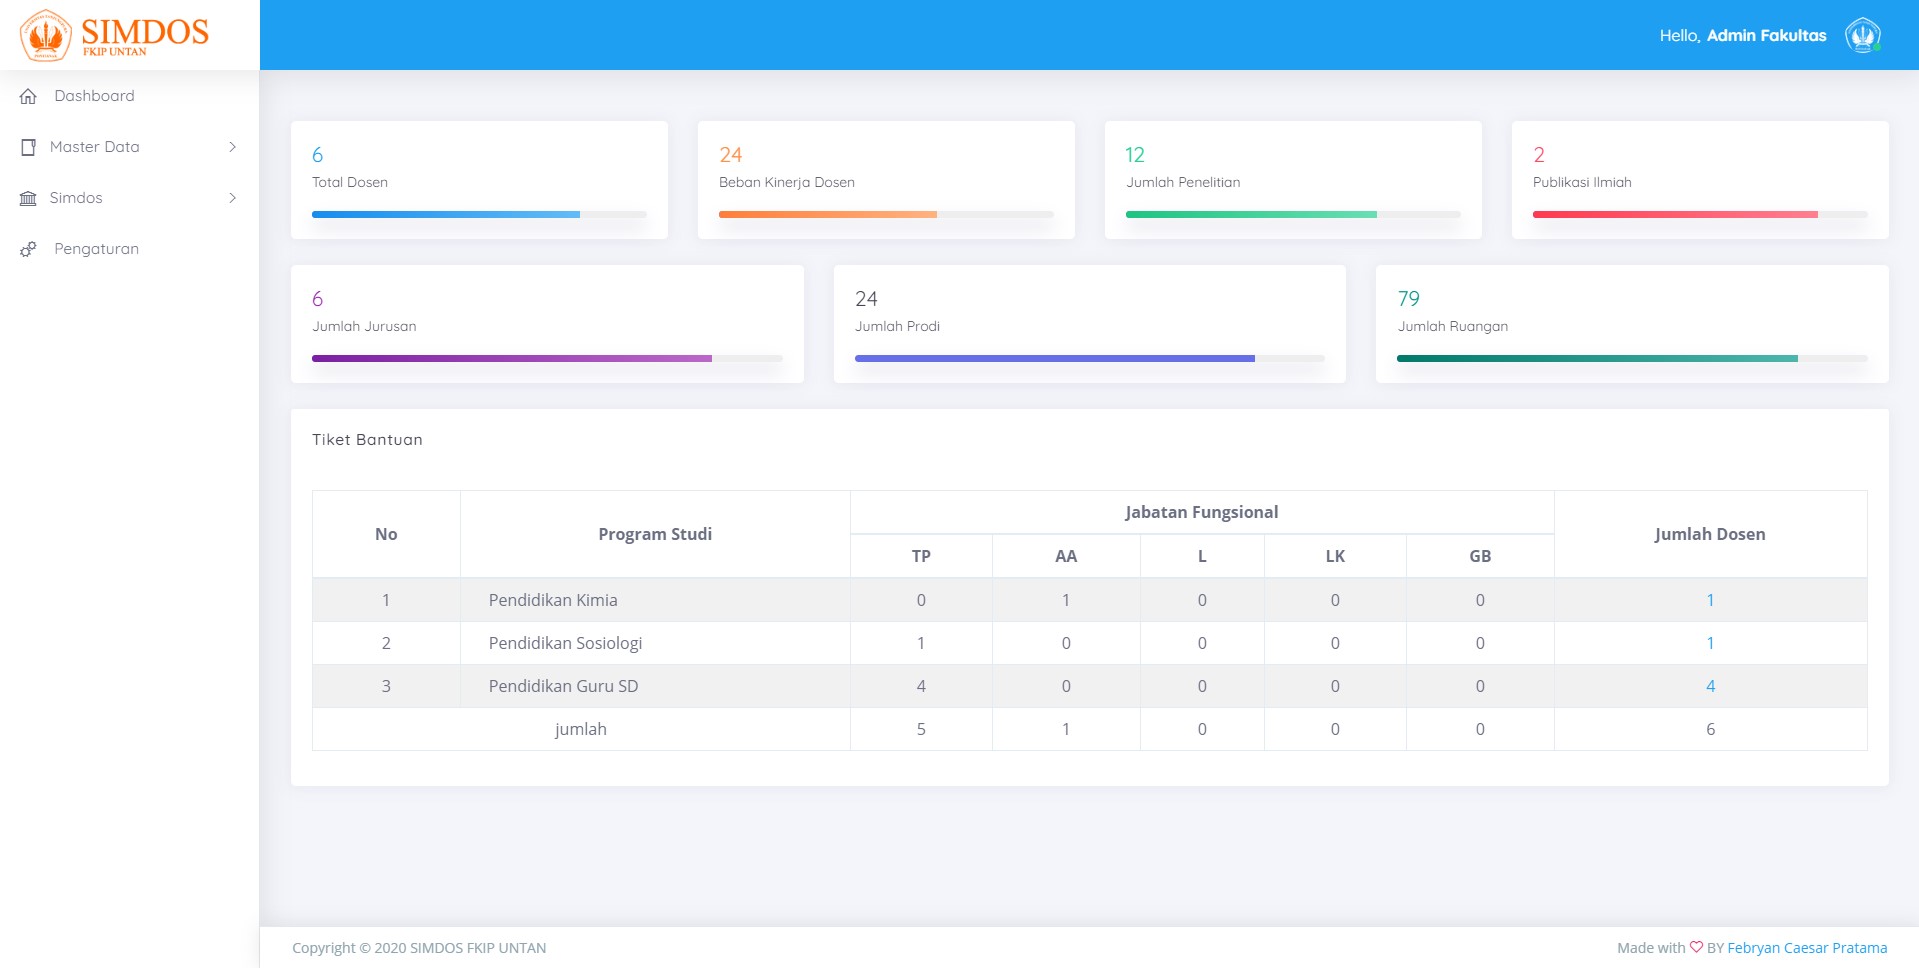 SIMDOS
FKIP UNTAN
Hello, Admin Fakultas
Dashboard
Master Data
Simdos
Pengaturan
6
Total Dosen
24
Beban Kinerja Dosen
12
Jumlah Penelitian
2
Publikasi Ilmiah
6
Jumlah Jurusan
24
Jumlah Prodi
79
Jumlah Ruangan
Tiket Bantuan
No Program Studi Jabatan Fungsional Jumlah Dosen
TP AA L LK GB
1 Pendidikan Kimia 0 1 0 0 0 1
2 Pendidikan Sosiologi 1 0 0 0 0 1
3 Pendidikan Guru SD 4 0 0 0 0 4
jumlah 5 1 0 0 0 6
Copyright © 2020 SIMDOS FKIP UNTAN
Made with ♡ BY Febryan Caesar Pratama